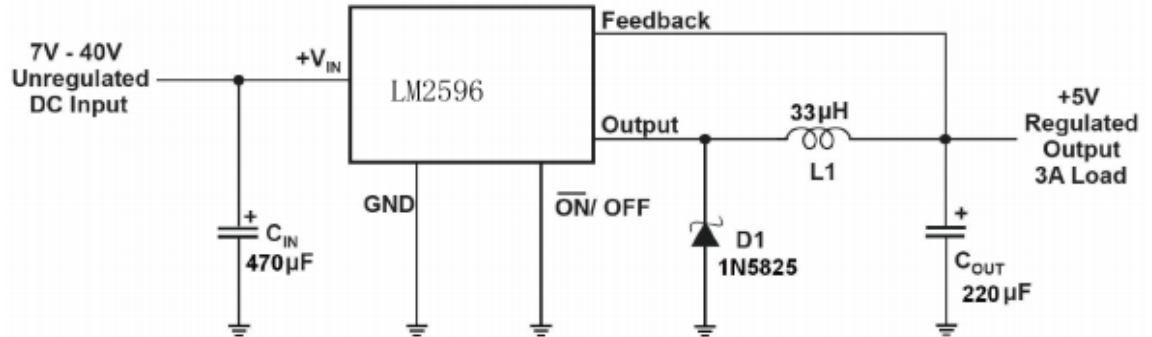 7V - 40V
Unregulated
DC Input
+VIN
LM2596
Feedback
Output
33µH
L1
+5V
Regulated
Output
3A Load
GND
ON/ OFF
+
CIN
470µF
D1
1N5825
+
COUT
220µF